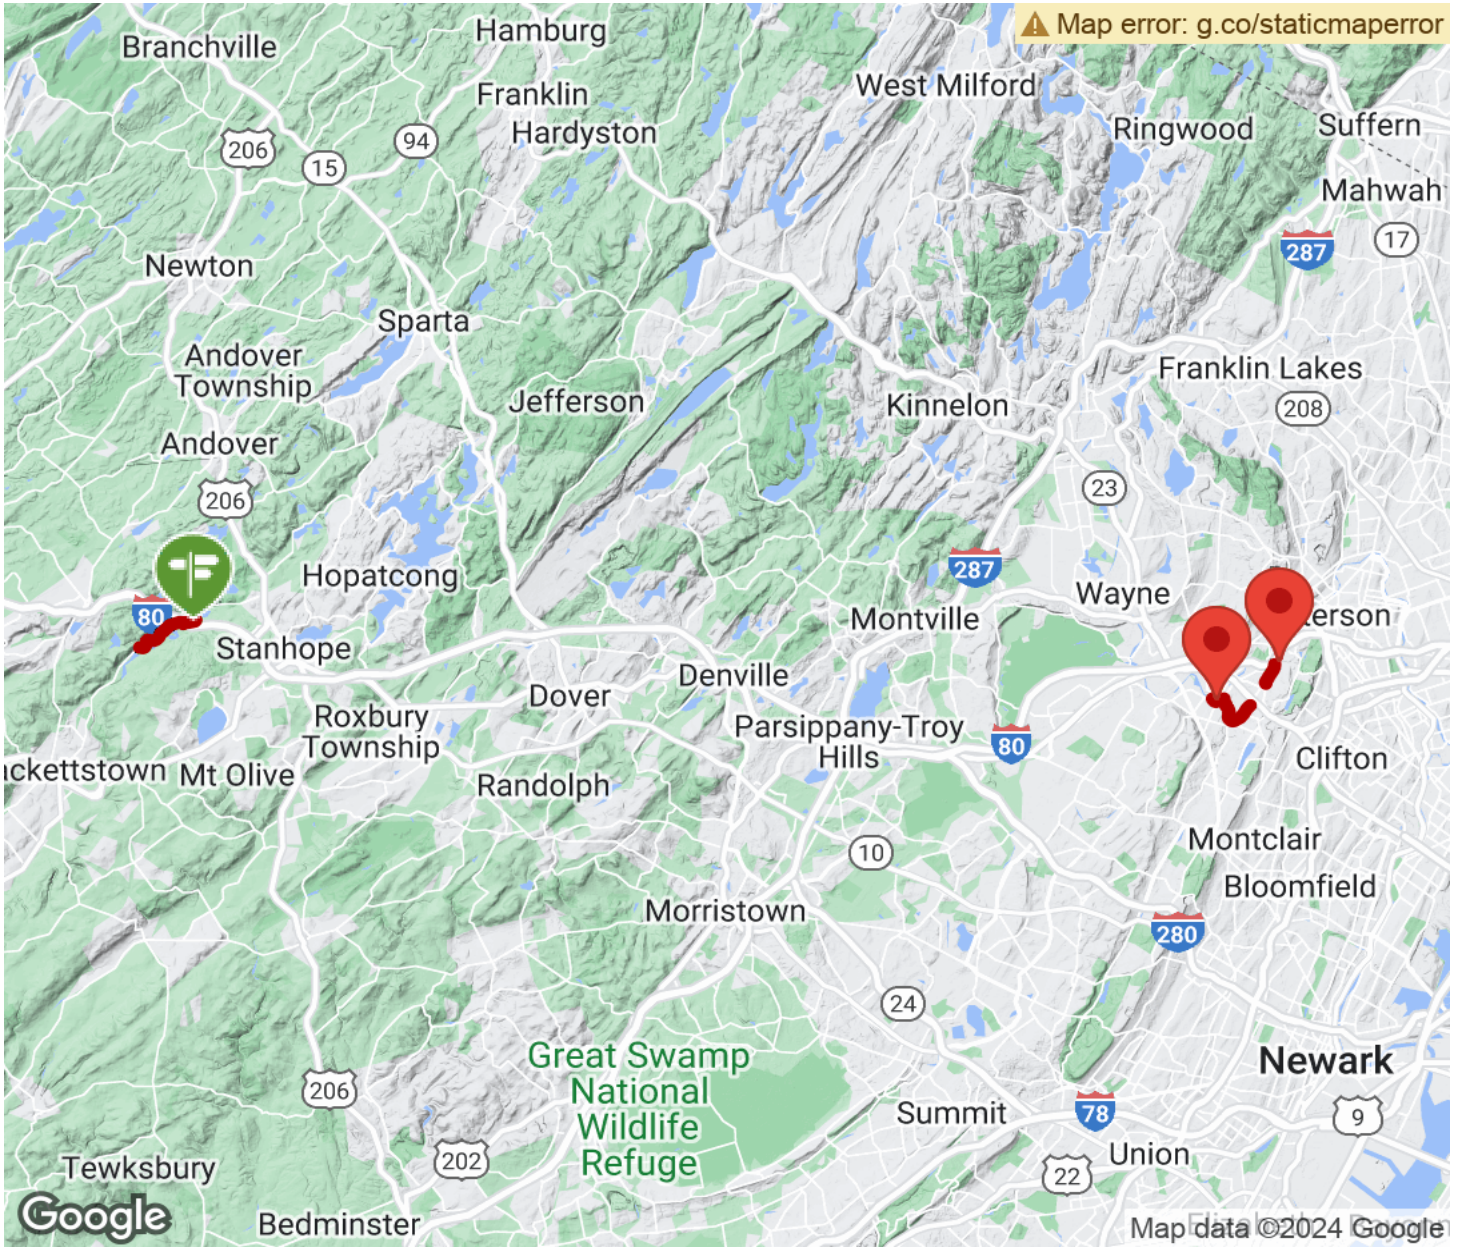 Hamburg
Map error: g.co/staticmaperror
Branchville
West Milford
Franklin
Ringwood
Suffern
Hardyston
94
206
15
Mahwah
17
287
Newton
Sparta
Andover
Township
Franklin Lakes
Jefferson
Kinnelon
208
Andover
23
206
287
Hopatcong
Wayne
80
Montville
terson
Stanhope
Denville
Dover
Roxbury
Township
Parsippany-Troy
Hills
80
Clifton
ackettstown
Mt Olive
Randolph
Montclair
10
Bloomfield
Morristown
280
24
Great Swamp
National
Wildlife
Refuge
Newark
206
Summit
78
9
202
Union
Tewksbury
22
Google
Bedminster
Map data ©2024 Google